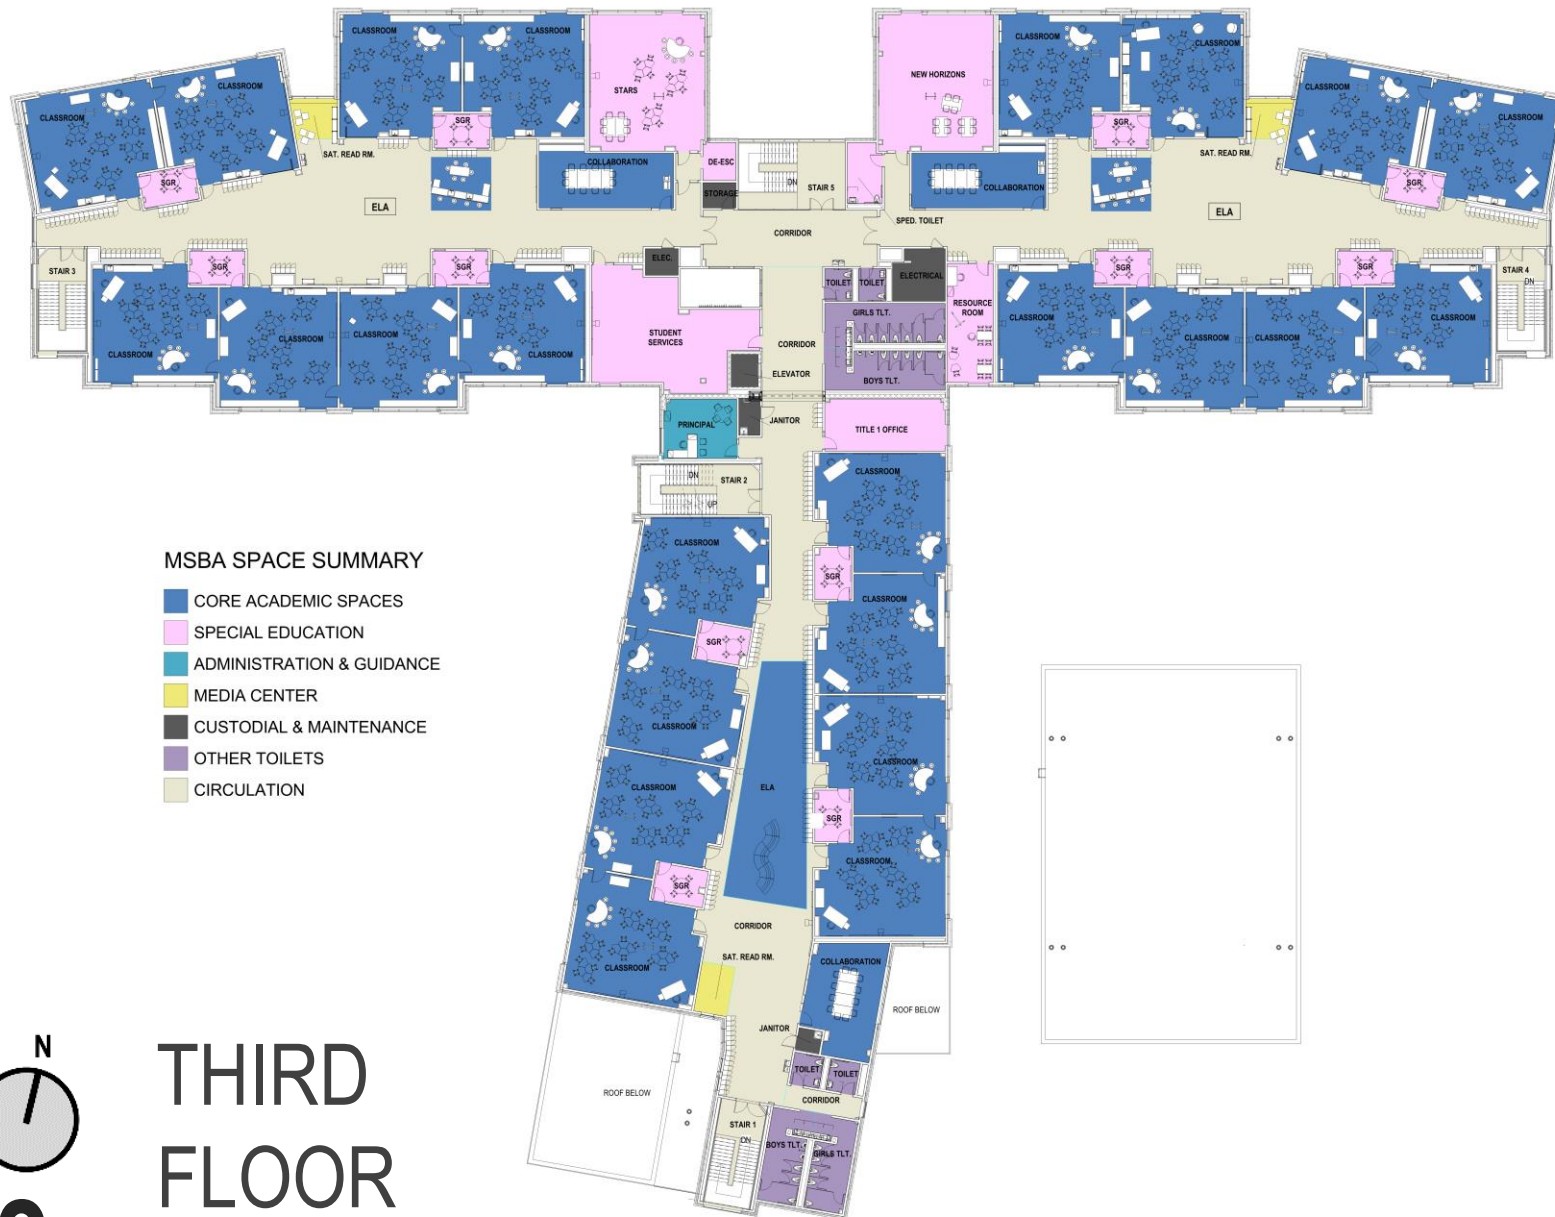 CLASSROOM
CLASSROOM
CLASSROOM
CLASSROOM
STARS
NEW HORIZONS
CLASSROOM
CLASSROOM
CLASSROOM
CLASSROOM
SGR
SGR
SAT. READ RM.
SGR
COLLABORATION
DE-ESC
STORAGE
DN
STAIR 5
SPED. TOILET
COLLABORATION
SGR
SAT. READ RM.
SGR
ELA
CORRIDOR
ELA
STAIR 3
SGR
SGR
ELEC.
TOILET
TOILET
ELECTRICAL
SGR
SGR
STAIR 4
DN
CLASSROOM
CLASSROOM
CLASSROOM
CLASSROOM
STUDENT
SERVICES
CORRIDOR
ELEVATOR
GIRLS TLT.
BOYS TLT.
RESOURCE
ROOM
CLASSROOM
CLASSROOM
CLASSROOM
CLASSROOM
PRINCIPAL
JANITOR
TITLE 1 OFFICE
DN
UP
STAIR 2
CLASSROOM
CLASSROOM
SGR
CLASSROOM
SGR
CLASSROOM
CLASSROOM
CLASSROOM
ELA
SGR
CLASSROOM
SGR
CLASSROOM
CLASSROOM
CORRIDOR
SAT. READ RM.
COLLABORATION
ROOF BELOW
JANITOR
TOILET
TOILET
CORRIDOR
ROOF BELOW
STAIR 1
DN
BOYS TLT.
GIRLS TLT.
MSBA SPACE SUMMARY
CORE ACADEMIC SPACES
SPECIAL EDUCATION
ADMINISTRATION & GUIDANCE
MEDIA CENTER
CUSTODIAL & MAINTENANCE
OTHER TOILETS
CIRCULATION
N
THIRD
FLOOR